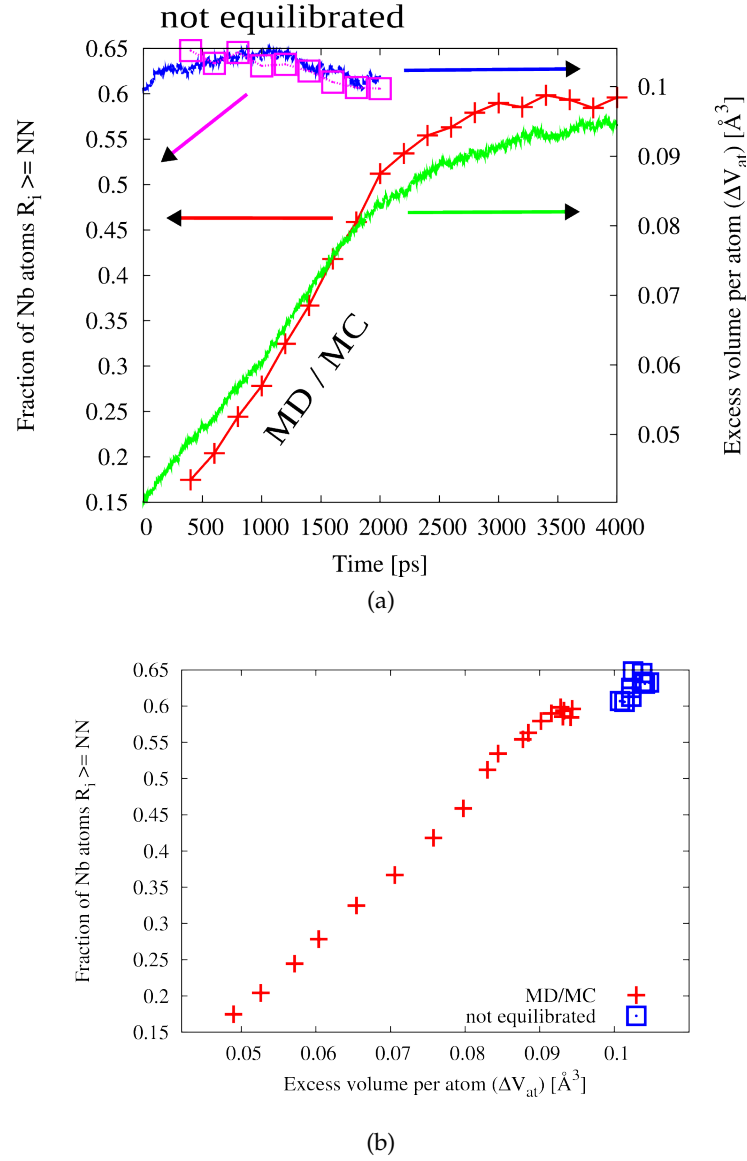 not equilibrated
0.65
0.6
0.55
0.5
0.45
0.4
0.35
0.3
0.25
0.2
0.15
0.1
0.09
0.08
0.07
0.06
0.05
Fraction of Nb atoms R_i >= NN
Excess volume per atom (ΔV_at) [Å^3]
MD / MC
0 500 1000 1500 2000 2500 3000 3500 4000
Time [ps]
(a)
0.65
0.6
0.55
0.5
0.45
0.4
0.35
0.3
0.25
0.2
0.15
Fraction of Nb atoms R_i >= NN
MD/MC
not equilibrated
0.05 0.06 0.07 0.08 0.09 0.1
Excess volume per atom (ΔV_at) [Å^3]
(b)